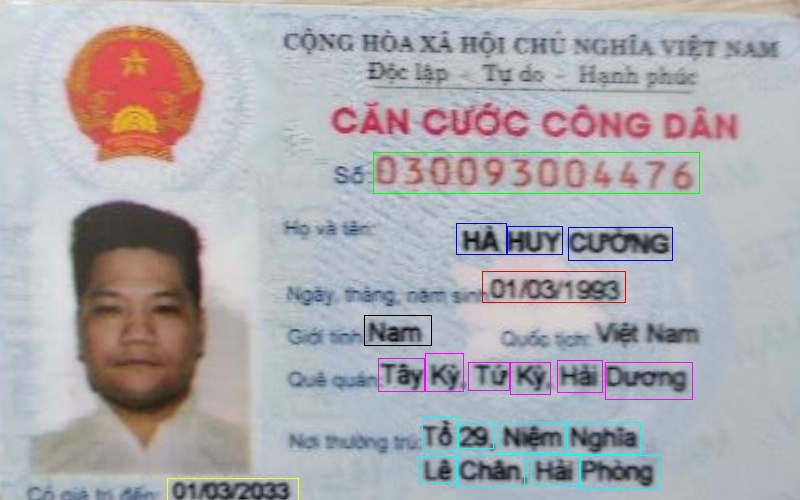 CỘNG HÒA XÃ HỘI CHỦ NGHĨA VIỆT NAM
Độc lập - Tự do - Hạnh phúc
CĂN CƯỚC CÔNG DÂN
Số: 030093004476
Họ và tên: HÀ HUY CƯỜNG
Ngày, tháng, năm sinh: 01/03/1993
Giới tính: Nam Quốc tịch: Việt Nam
Quê quán: Tây Kỳ, Tứ Kỳ, Hải Dương
Nơi thường trú: Tổ 29, Niệm Nghĩa
Lê Chân, Hải Phòng
Có giá trị đến: 01/03/2033